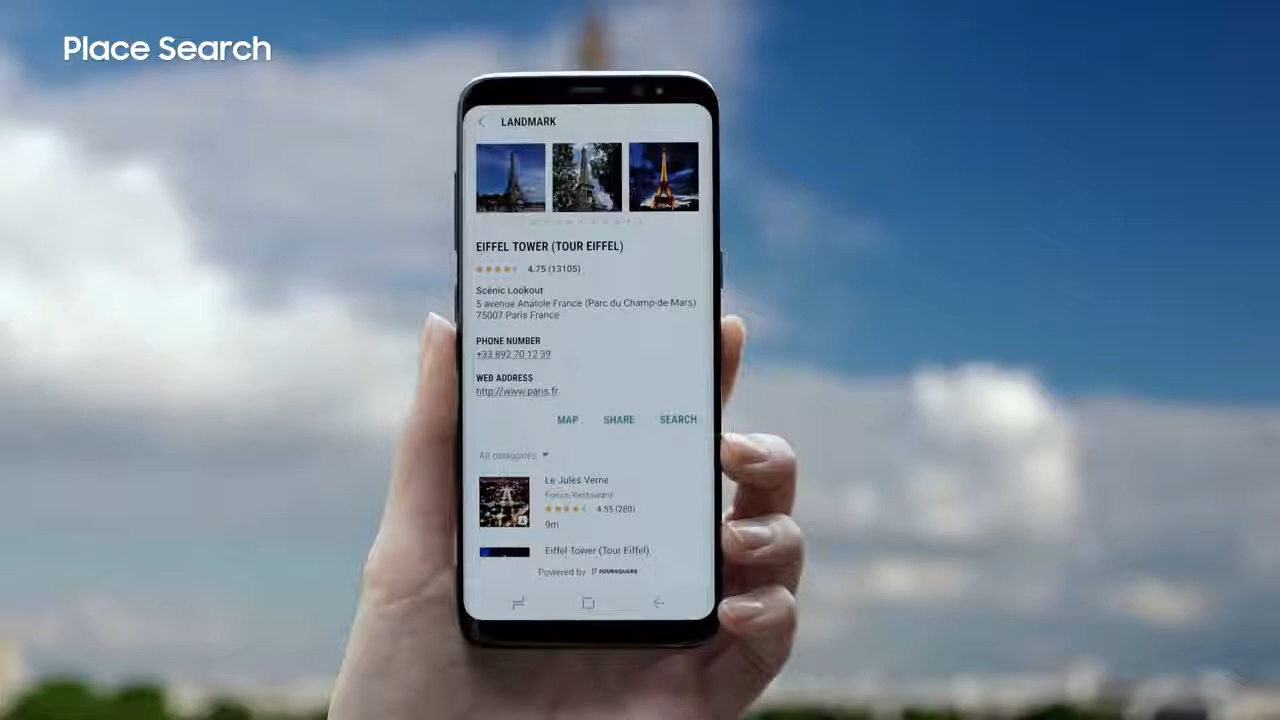 Place Search
LANDMARK
EIFFEL TOWER (TOUR EIFFEL)
4.75 (13105)
Scenic Lookout
5 avenue Anatole France (Parc du Champ-de-Mars)
75007 Paris France
PHONE NUMBER
+33 892 70 12 39
WEB ADDRESS
http://www.paris.fr
MAP SHARE SEARCH
All categories
Le Jules Verne
French Restaurant
4.55 (280)
9m
Eiffel Tower (Tour Eiffel)
Powered by FOURSQUARE